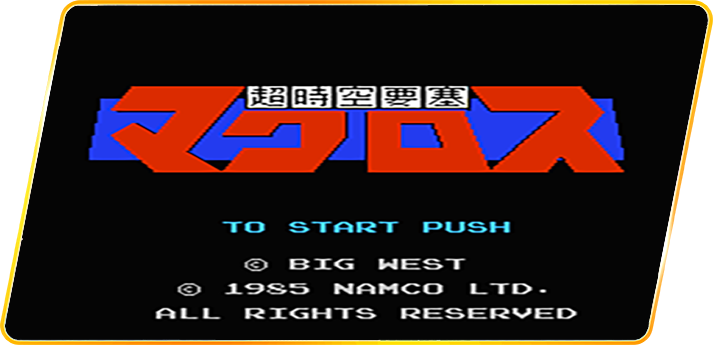 超時空要塞
マクロス
TO START PUSH
© BIG WEST
© 1985 NAMCO LTD.
ALL RIGHTS RESERVED